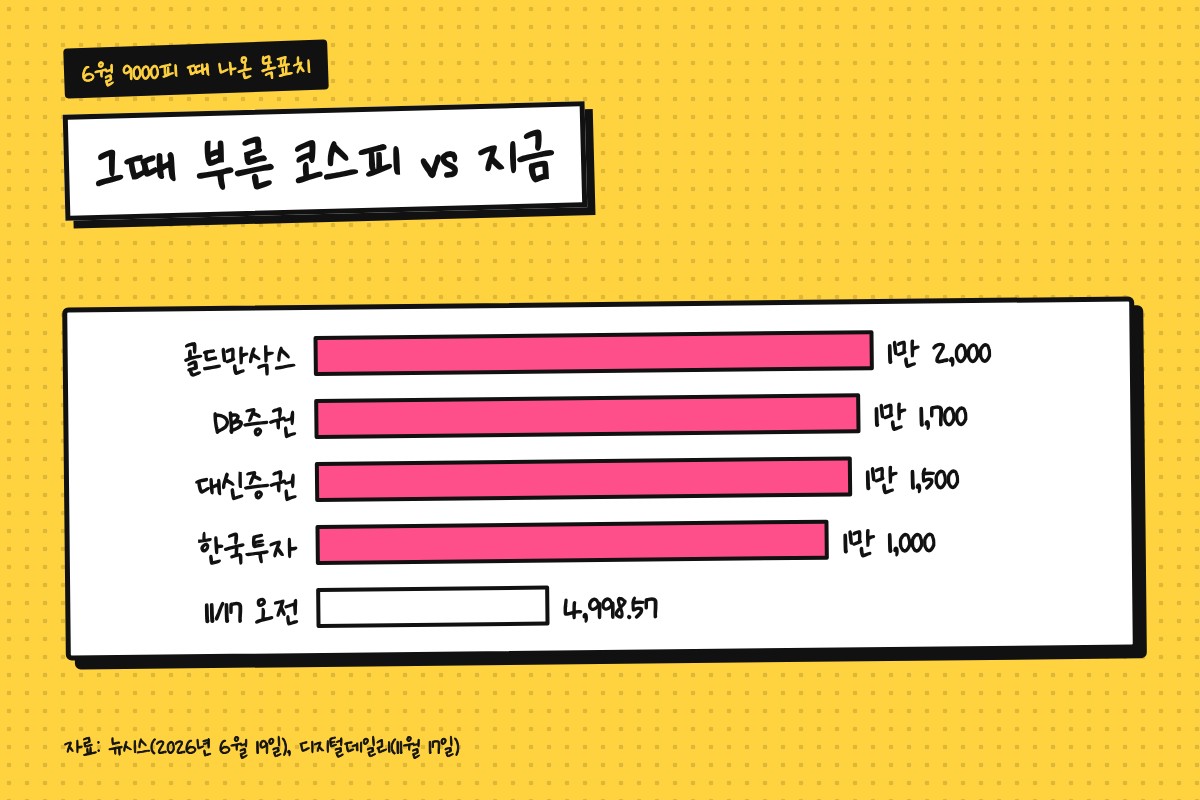 6월 9000피 때 나온 목표치
그때 부른 코스피 vs 지금
골드만삭스 1만 2,000
DB증권 1만 1,700
대신증권 1만 1,500
한국투자 1만 1,000
11/17 오전 4,998.57
자료: 뉴시스(2026년 6월 19일), 디지털데일리(11월 17일)